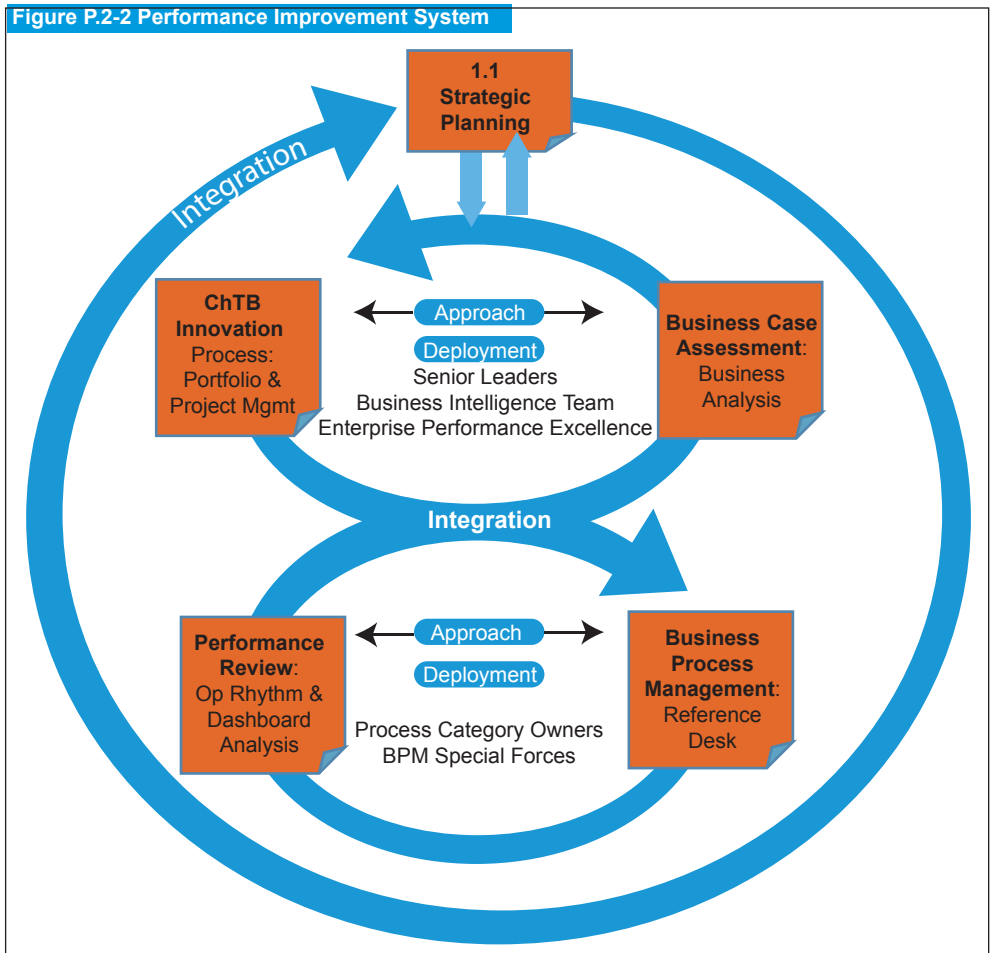 Figure P.2-2 Performance Improvement System
1.1
Strategic
Planning
Integration
ChTB
Innovation
Process:
Portfolio &
Project Mgmt
Approach
Deployment
Senior Leaders
Business Intelligence Team
Enterprise Performance Excellence
Business Case
Assessment:
Business
Analysis
Integration
Performance
Review:
Op Rhythm &
Dashboard
Analysis
Approach
Deployment
Process Category Owners
BPM Special Forces
Business
Process
Management:
Reference
Desk